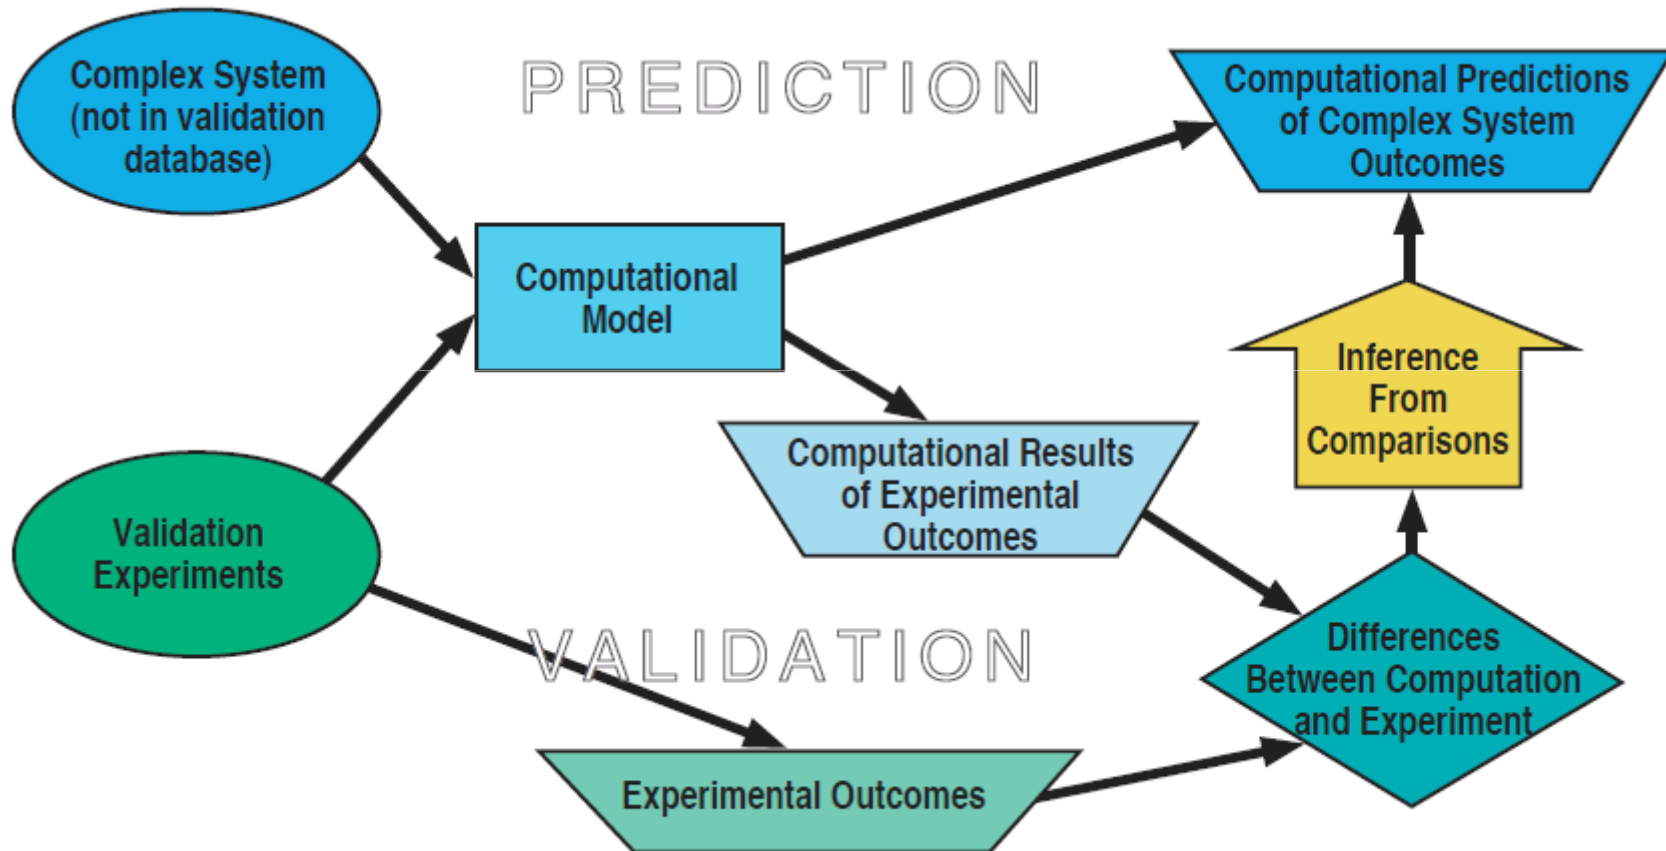 Complex System
(not in validation
database)
PREDICTION
Computational Predictions
of Complex System
Outcomes
Computational
Model
Inference
From
Comparisons
Computational Results
of Experimental
Outcomes
Validation
Experiments
VALIDATION
Differences
Between Computation
and Experiment
Experimental Outcomes